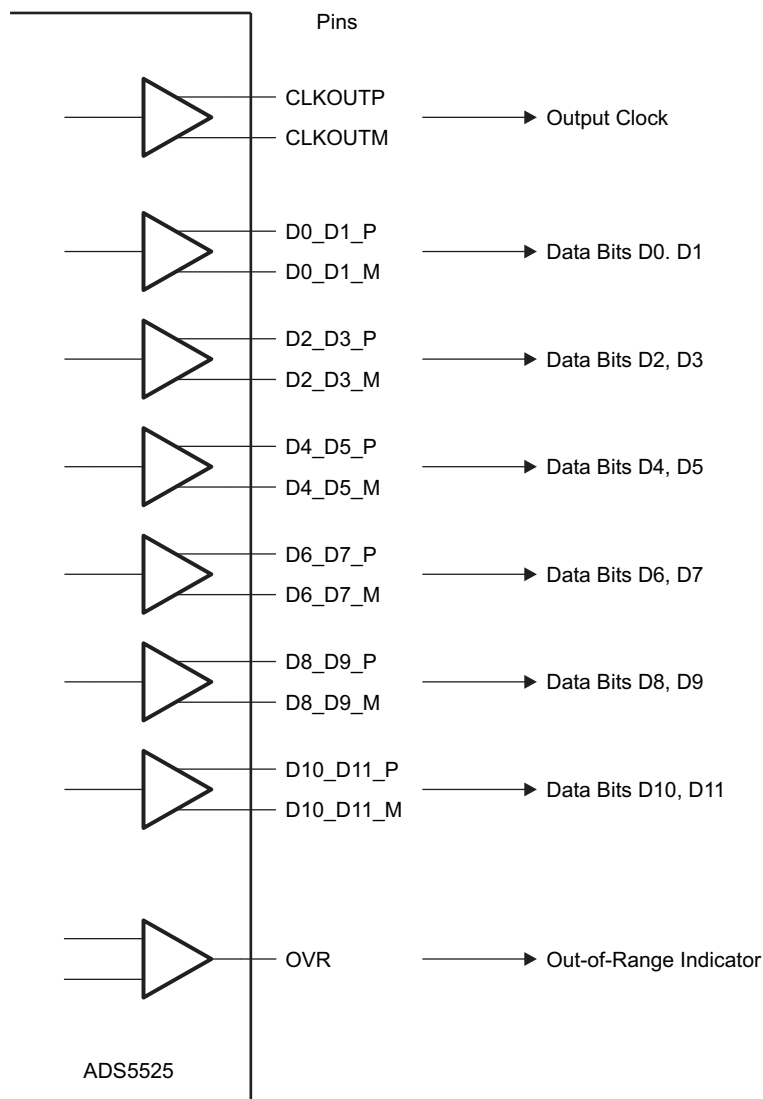 Pins
CLKOUTP
CLKOUTM
Output Clock
D0_D1_P
D0_D1_M
Data Bits D0. D1
D2_D3_P
D2_D3_M
Data Bits D2, D3
D4_D5_P
D4_D5_M
Data Bits D4, D5
D6_D7_P
D6_D7_M
Data Bits D6, D7
D8_D9_P
D8_D9_M
Data Bits D8, D9
D10_D11_P
D10_D11_M
Data Bits D10, D11
OVR
Out-of-Range Indicator
ADS5525